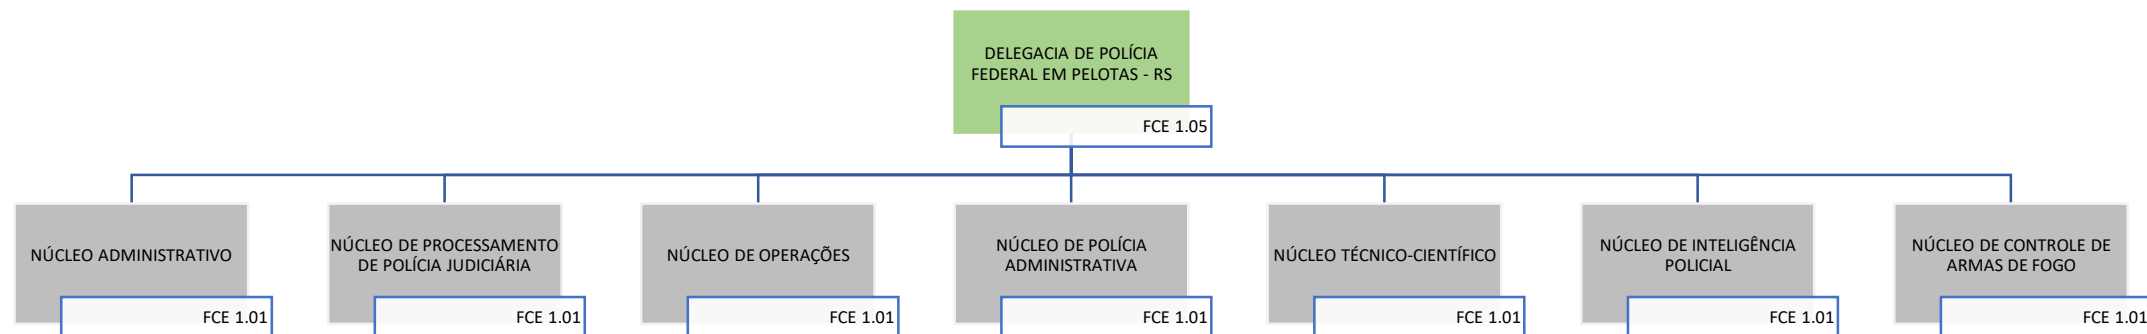 DELEGACIA DE POLÍCIA
FEDERAL EM PELOTAS - RS
FCE 1.05
NÚCLEO ADMINISTRATIVO
FCE 1.01
NÚCLEO DE PROCESSAMENTO
DE POLÍCIA JUDICIÁRIA
FCE 1.01
NÚCLEO DE OPERAÇÕES
FCE 1.01
NÚCLEO DE POLÍCIA
ADMINISTRATIVA
FCE 1.01
NÚCLEO TÉCNICO-CIENTÍFICO
FCE 1.01
NÚCLEO DE INTELIGÊNCIA
POLICIAL
FCE 1.01
NÚCLEO DE CONTROLE DE
ARMAS DE FOGO
FCE 1.01